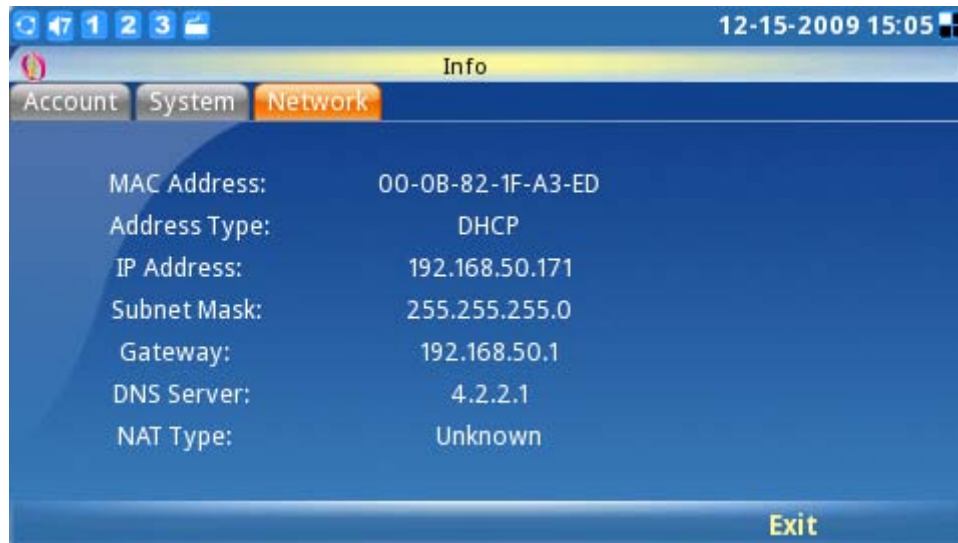 7 1 2 3 12-15-2009 15:05
Info
Account System Network
MAC Address: 00-0B-82-1F-A3-ED
Address Type: DHCP
IP Address: 192.168.50.171
Subnet Mask: 255.255.255.0
Gateway: 192.168.50.1
DNS Server: 4.2.2.1
NAT Type: Unknown
Exit